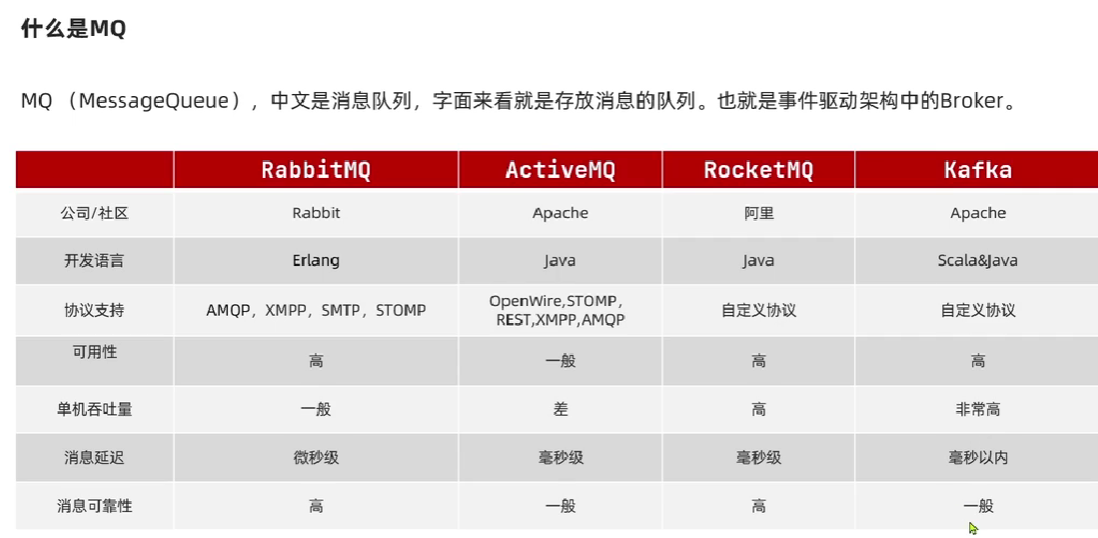 什么是MQ
MQ （MessageQueue），中文是消息队列，字面来看就是存放消息的队列。也就是事件驱动架构中的Broker。
RabbitMQ ActiveMQ RocketMQ Kafka
公司/社区 Rabbit Apache 阿里 Apache
开发语言 Erlang Java Java Scala&Java
协议支持 AMQP，XMPP，SMTP，STOMP OpenWire,STOMP，
REST,XMPP,AMQP 自定义协议 自定义协议
可用性 高 一般 高 高
单机吞吐量 一般 差 高 非常高
消息延迟 微秒级 毫秒级 毫秒级 毫秒以内
消息可靠性 高 一般 高 一般